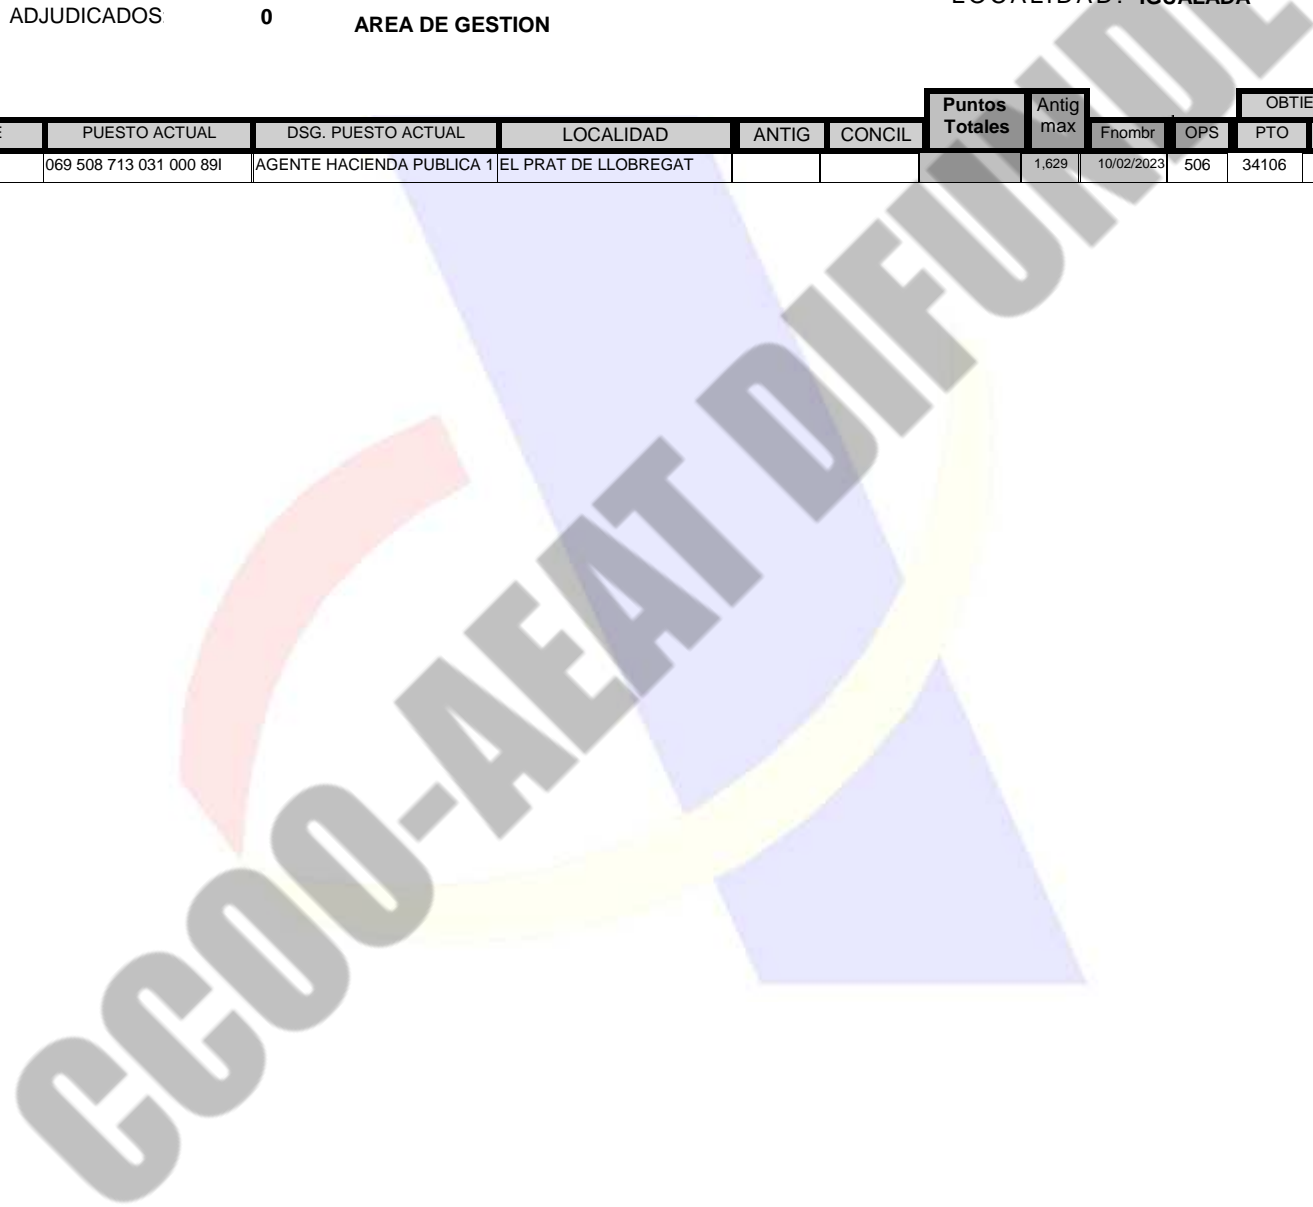 LOCALIDAD: IGUALADA
ADJUDICADOS: 0 AREA DE GESTION
Puntos Totales Antig max
PUESTO ACTUAL DSG. PUESTO ACTUAL LOCALIDAD ANTIG CONCIL Fnombr OPS PTO
069 508 713 031 000 89I AGENTE HACIENDA PUBLICA 1 EL PRAT DE LLOBREGAT 1,629 10/02/2023 506 34106
CCOO-AEAT